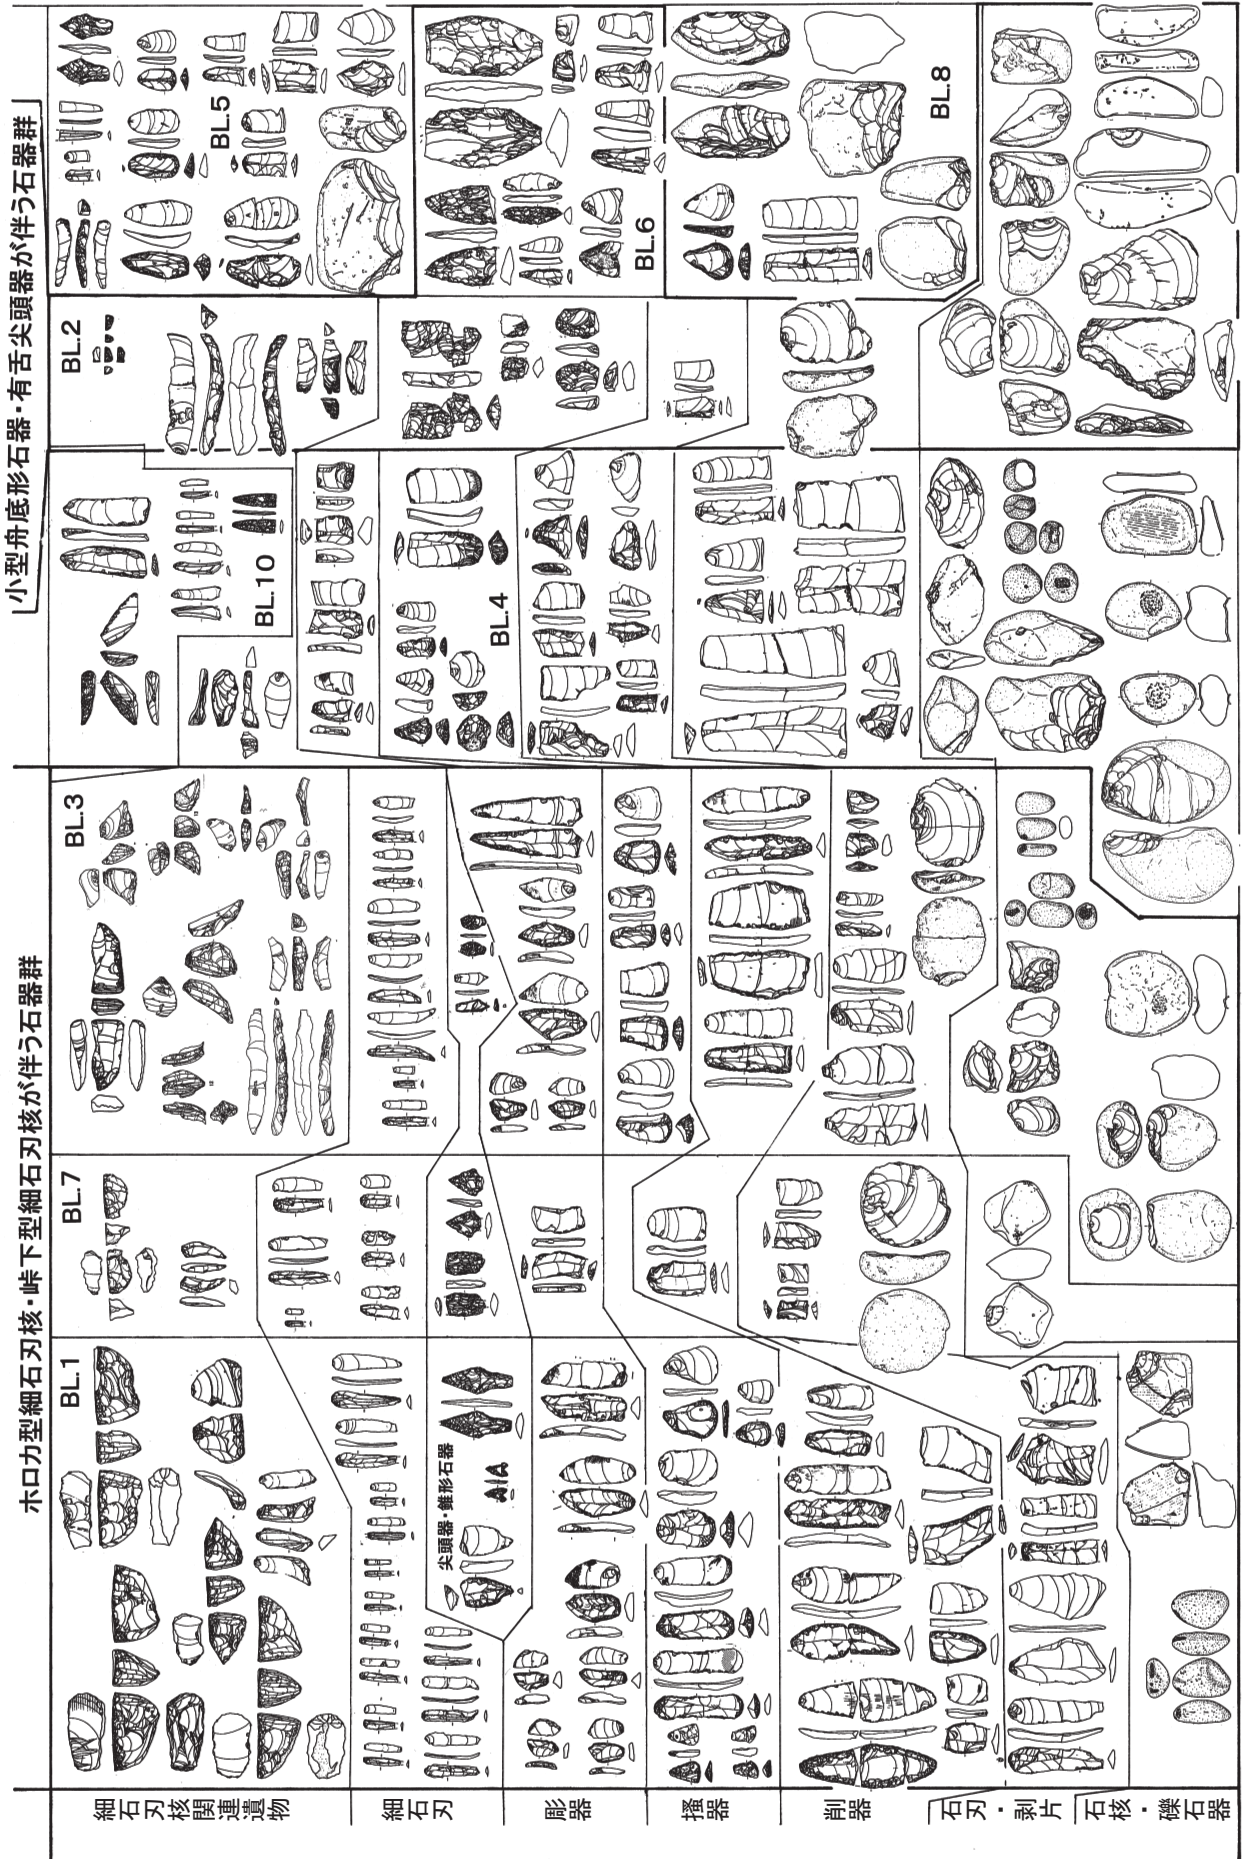 ホロカ型細石刃核・峠下型細石刃核が伴う石器群
小型舟底形石器・有舌尖頭器が伴う石器群
BL.1
BL.7
BL.3
BL.10
BL.4
BL.2
BL.5
BL.6
BL.8
細石刃核関連遺物
細石刃
尖頭器・錐形石器
彫器
掻器
削器
石刃・剥片
石核・礫石器